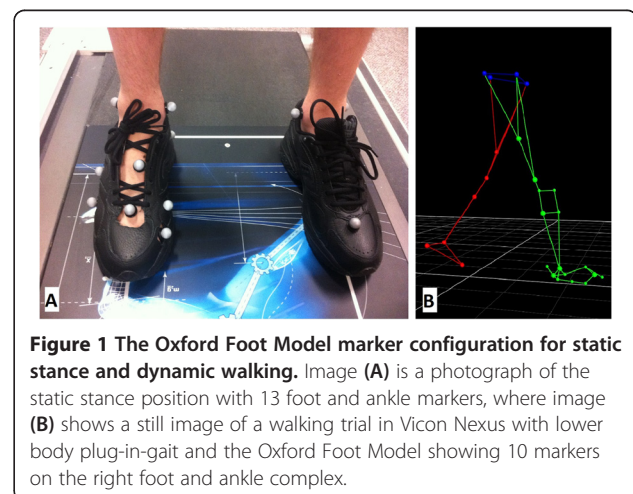 A
B
Figure 1 The Oxford Foot Model marker configuration for static
stance and dynamic walking. Image (A) is a photograph of the
static stance position with 13 foot and ankle markers, where image
(B) shows a still image of a walking trial in Vicon Nexus with lower
body plug-in-gait and the Oxford Foot Model showing 10 markers
on the right foot and ankle complex.